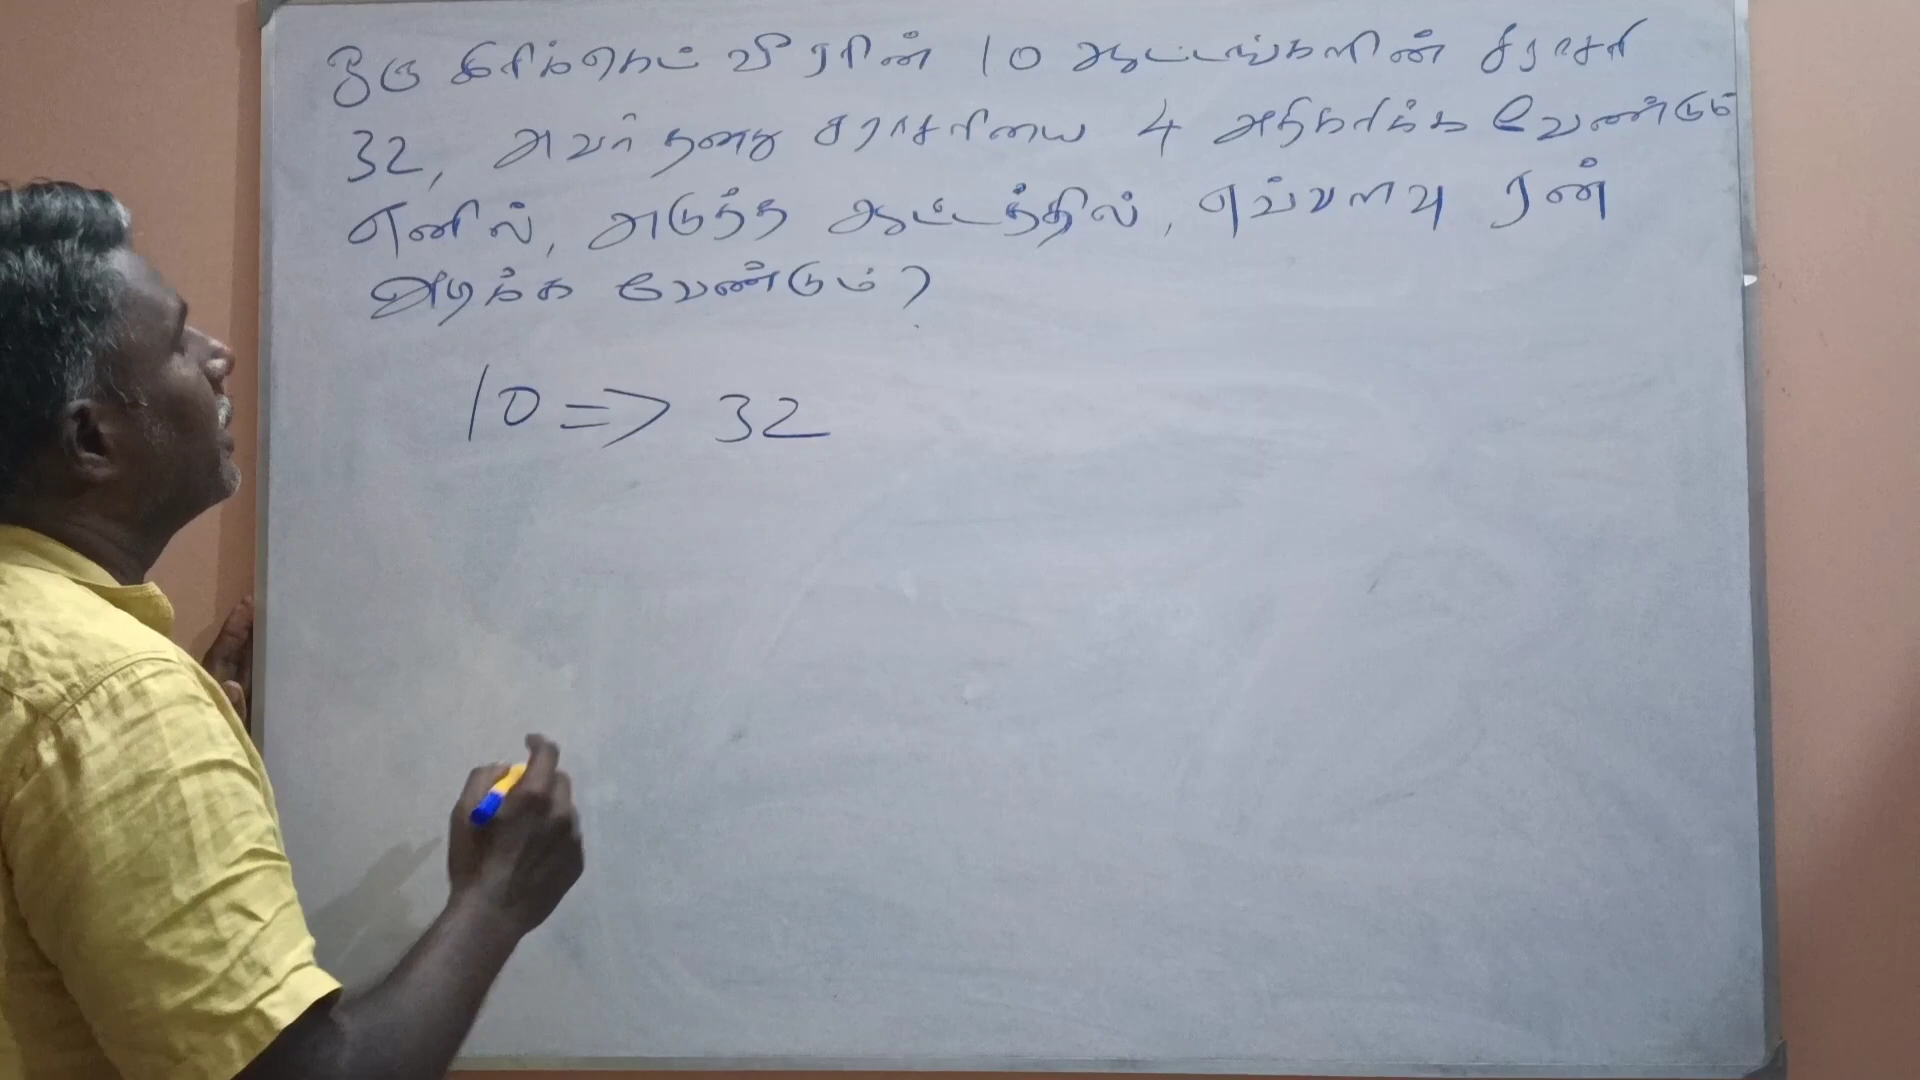 ஒரு கிரிக்கெட் வீரரின் 10 ஆட்டங்களின் சராசரி
32, அவர் தனது சராசரியை 4 அதிகரிக்க வேண்டும்
எனில், அடுத்த ஆட்டத்தில், எவ்வளவு ரன்
அடிக்க வேண்டும்?
10 => 32